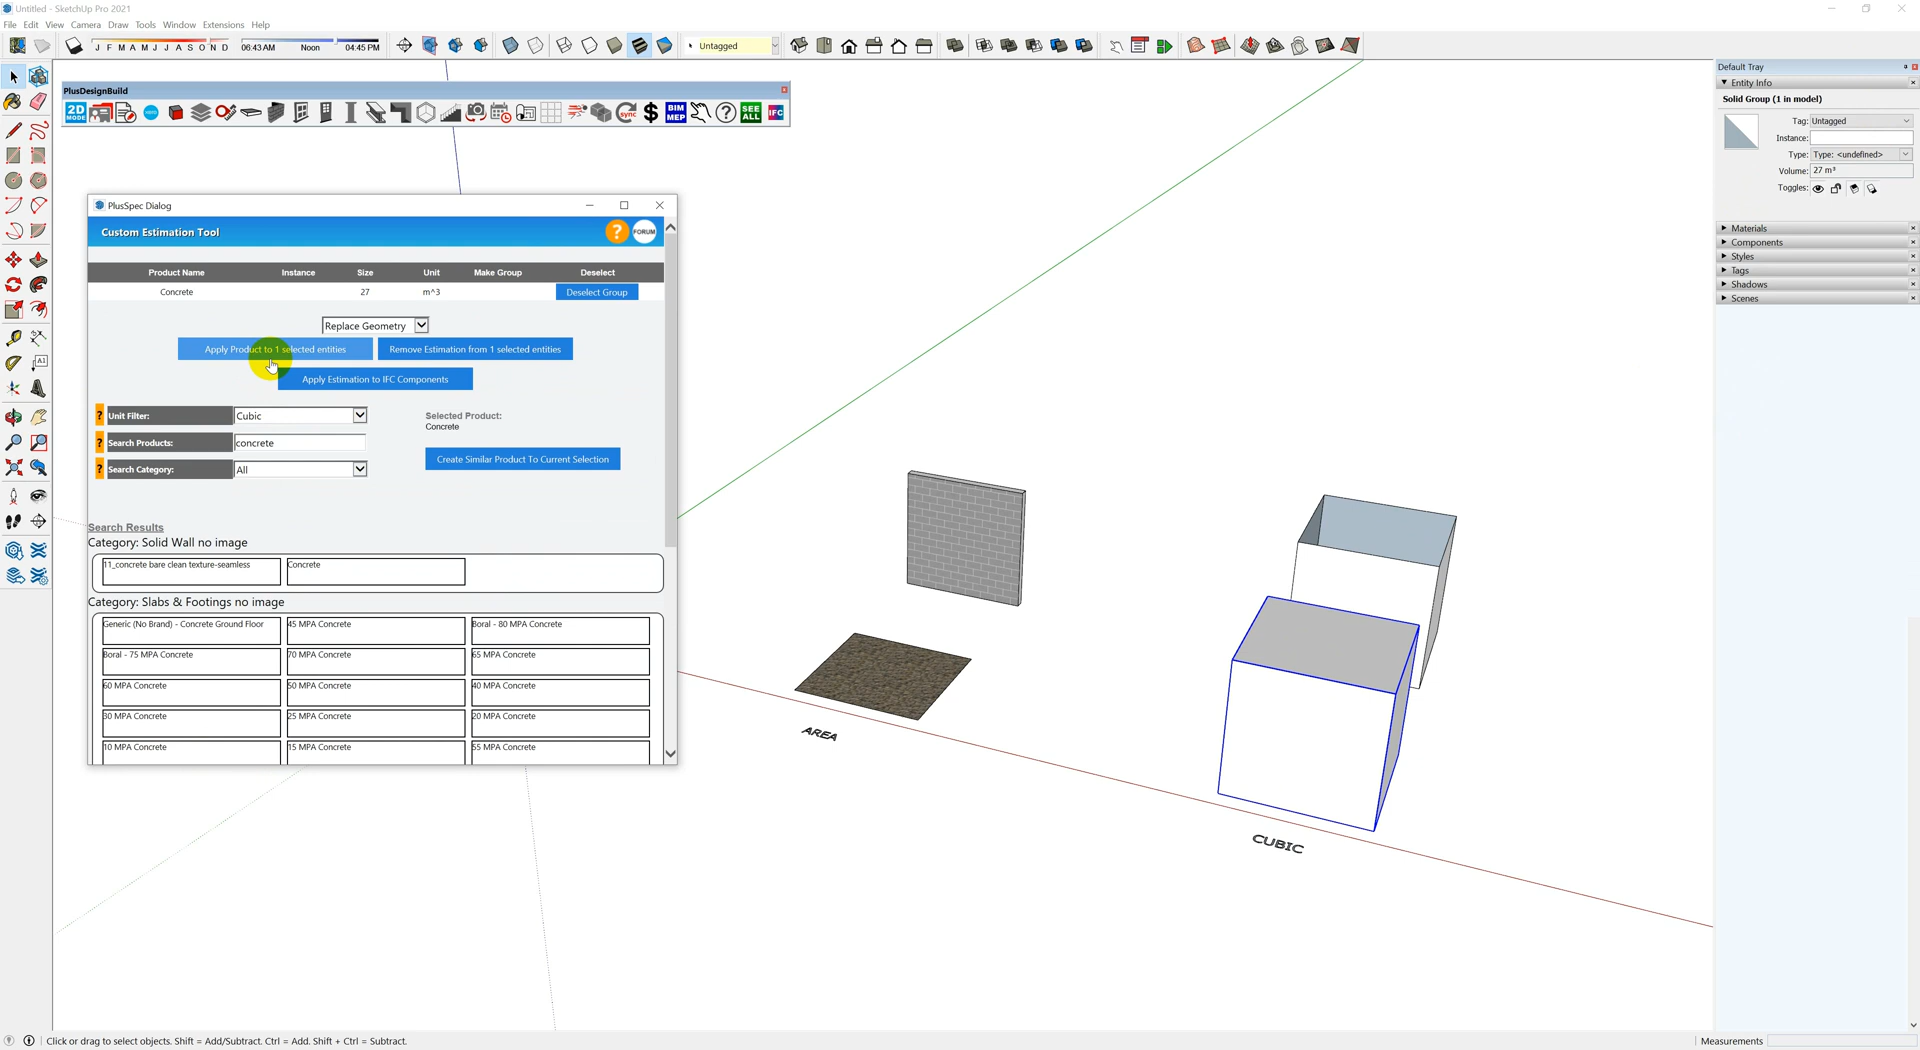 Untitled - SketchUp Pro 2021
File Edit View Camera Draw Tools Window Extensions Help
J F M A M J J A S O N D 06:43 AM Noon 04:45 PM
Untagged
PlusDesignBuild
2D MODE
sync
$
BIM MEP
?
SEE ALL
IFC
PlusSpec Dialog
Custom Estimation Tool
? FORUM
Product Name Instance Size Unit Make Group Deselect
Concrete 27 m^3 Deselect Group
Replace Geometry
Apply Product to 1 selected entities Remove Estimation from 1 selected entities
Apply Estimation to IFC Components
? Unit Filter: Cubic
? Search Products: concrete
? Search Category: All
Selected Product:
Concrete
Create Similar Product To Current Selection
Search Results
Category: Solid Wall no image
11_concrete bare clean texture-seamless Concrete
Category: Slabs & Footings no image
Generic (No Brand) - Concrete Ground Floor 45 MPA Concrete Boral - 80 MPA Concrete
Boral - 75 MPA Concrete 70 MPA Concrete 65 MPA Concrete
60 MPA Concrete 50 MPA Concrete 40 MPA Concrete
30 MPA Concrete 25 MPA Concrete 20 MPA Concrete
10 MPA Concrete 15 MPA Concrete 55 MPA Concrete
AREA
CUBIC
Default Tray
Entity Info
Solid Group (1 in model)
Tag: Untagged
Instance:
Type: Type: <undefined>
Volume: 27 m³
Toggles:
Materials
Components
Styles
Tags
Shadows
Scenes
Click or drag to select objects. Shift = Add/Subtract. Ctrl = Add. Shift + Ctrl = Subtract.
Measurements